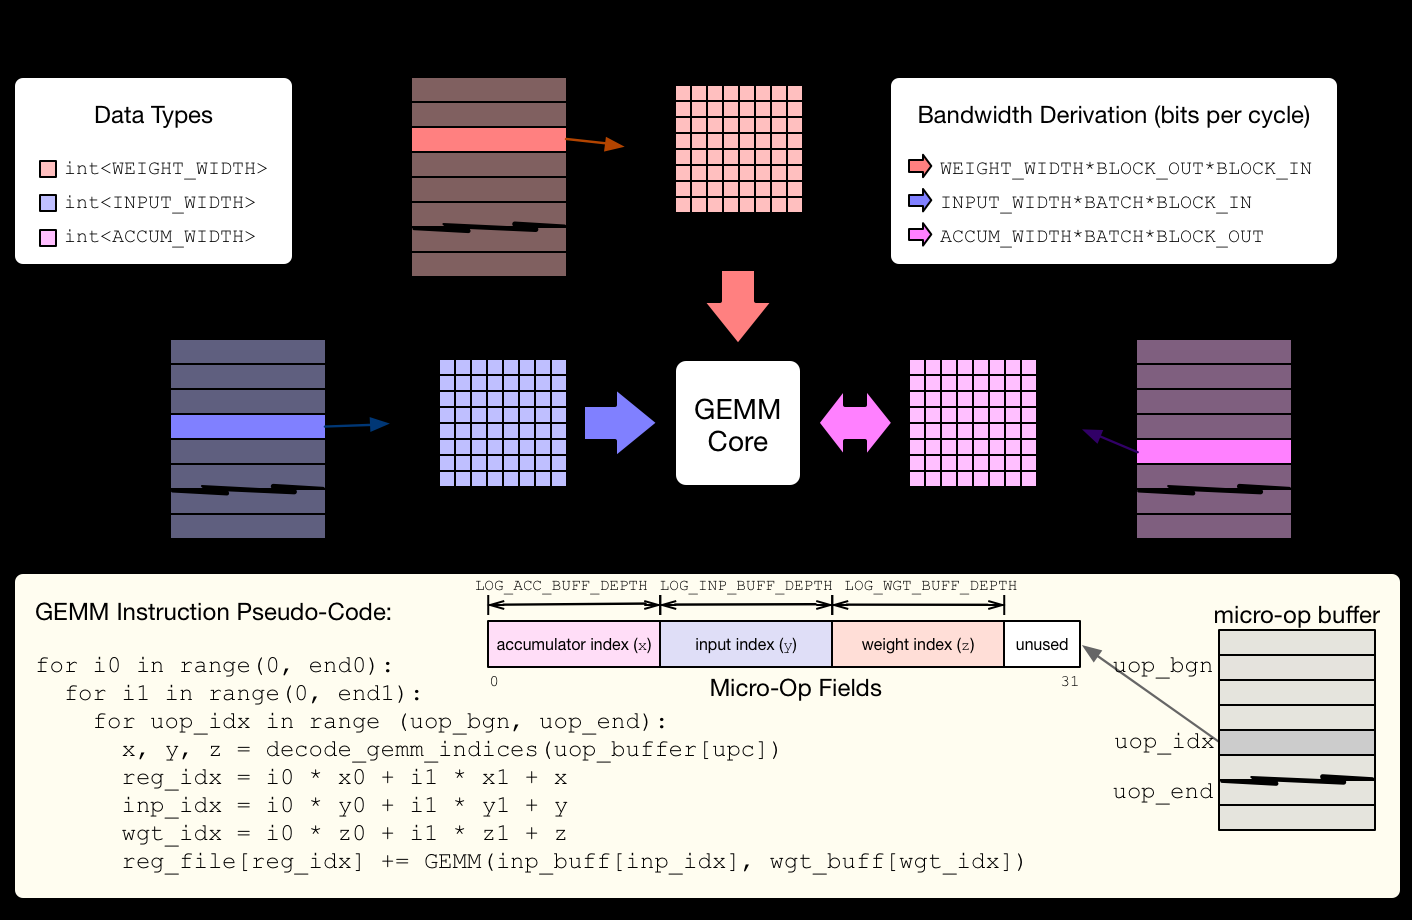 Data Types
int<WEIGHT_WIDTH>
int<INPUT_WIDTH>
int<ACCUM_WIDTH>
Bandwidth Derivation (bits per cycle)
WEIGHT_WIDTH*BLOCK_OUT*BLOCK_IN
INPUT_WIDTH*BATCH*BLOCK_IN
ACCUM_WIDTH*BATCH*BLOCK_OUT
GEMM
Core
LOG_ACC_BUFF_DEPTH LOG_INP_BUFF_DEPTH LOG_WGT_BUFF_DEPTH
accumulator index (x) input index (y) weight index (z) unused
0 31
Micro-Op Fields
micro-op buffer
uop_bgn
uop_idx
uop_end
GEMM Instruction Pseudo-Code:
for i0 in range(0, end0):
for i1 in range(0, end1):
for uop_idx in range (uop_bgn, uop_end):
x, y, z = decode_gemm_indices(uop_buffer[upc])
reg_idx = i0 * x0 + i1 * x1 + x
inp_idx = i0 * y0 + i1 * y1 + y
wgt_idx = i0 * z0 + i1 * z1 + z
reg_file[reg_idx] += GEMM(inp_buff[inp_idx], wgt_buff[wgt_idx])